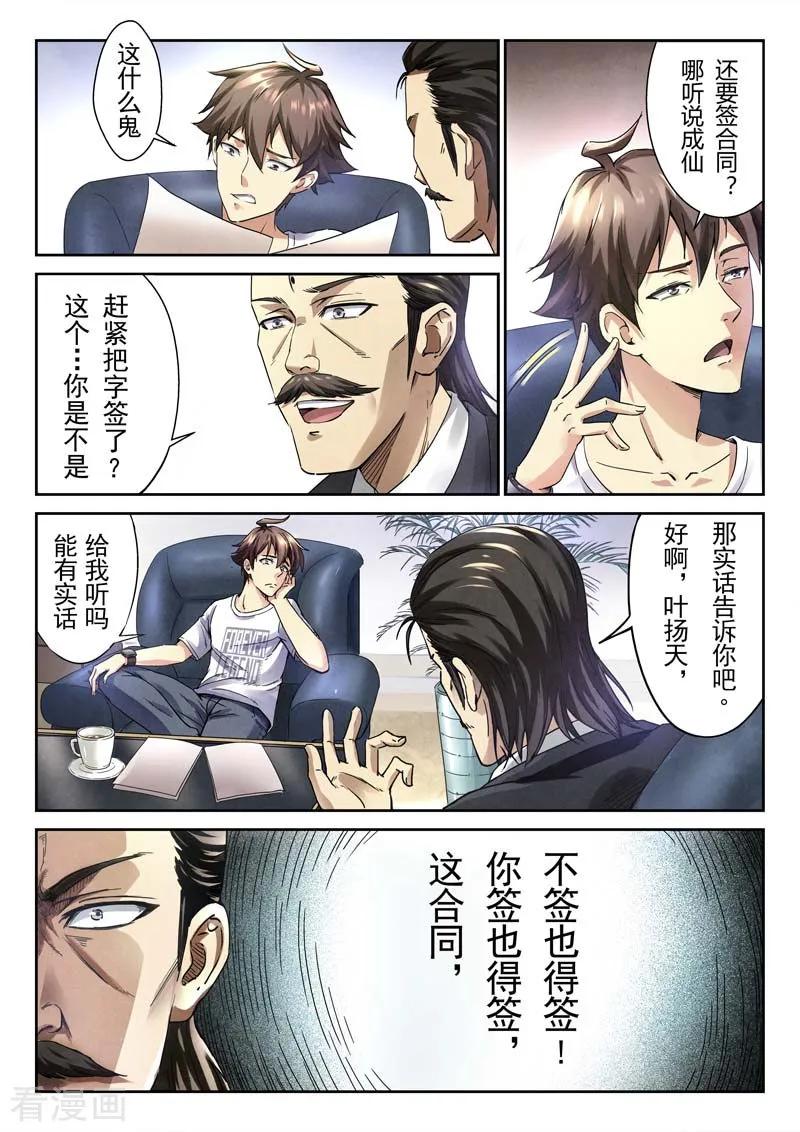 这什么鬼
这个…你是不是
赶紧把字签了？
哪听说成仙
还要签合同？
能有实话
给我听吗
FOREVER
LEGEND
好啊，叶扬天，
那实话告诉你吧。
这合同，
你签也得签，
不签也得签！
看漫画